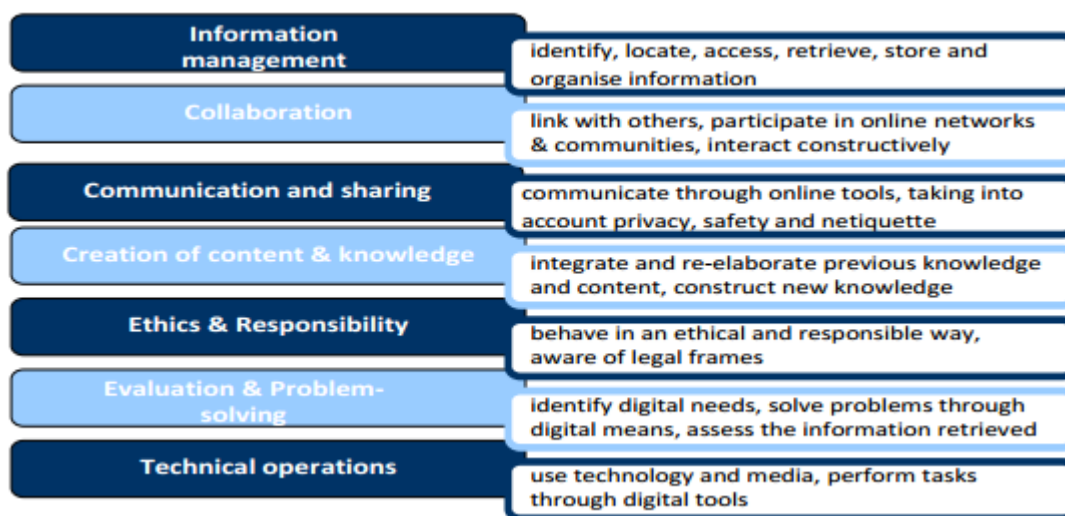 Information
management
identify, locate, access, retrieve, store and
organise information
Collaboration
link with others, participate in online networks
& communities, interact constructively
Communication and sharing
communicate through online tools, taking into
account privacy, safety and netiquette
Creation of content & knowledge
integrate and re-elaborate previous knowledge
and content, construct new knowledge
Ethics & Responsibility
behave in an ethical and responsible way,
aware of legal frames
Evaluation & Problem-
solving
identify digital needs, solve problems through
digital means, assess the information retrieved
Technical operations
use technology and media, perform tasks
through digital tools